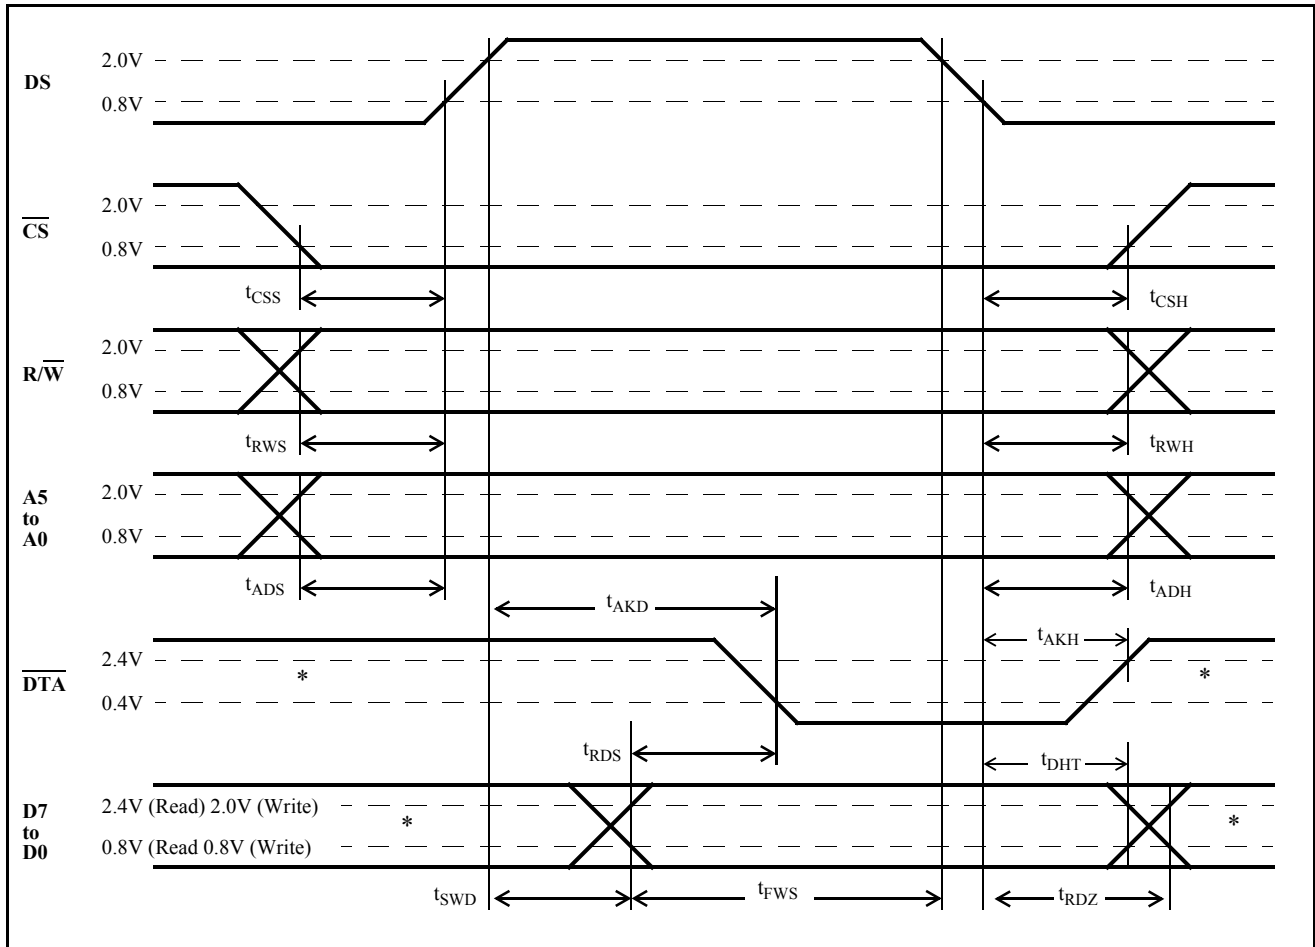 DS
2.0V
0.8V
CS
2.0V
0.8V
tCSS
tCSH
R/W
2.0V
0.8V
tRWS
tRWH
A5
to
A0
2.0V
0.8V
tADS
tAKD
tADH
DTA
2.4V
0.4V
*
tAKH
*
tRDS
tDHT
D7
to
D0
2.4V (Read) 2.0V (Write)
0.8V (Read 0.8V (Write)
*
*
tSWD
tFWS
tRDZ